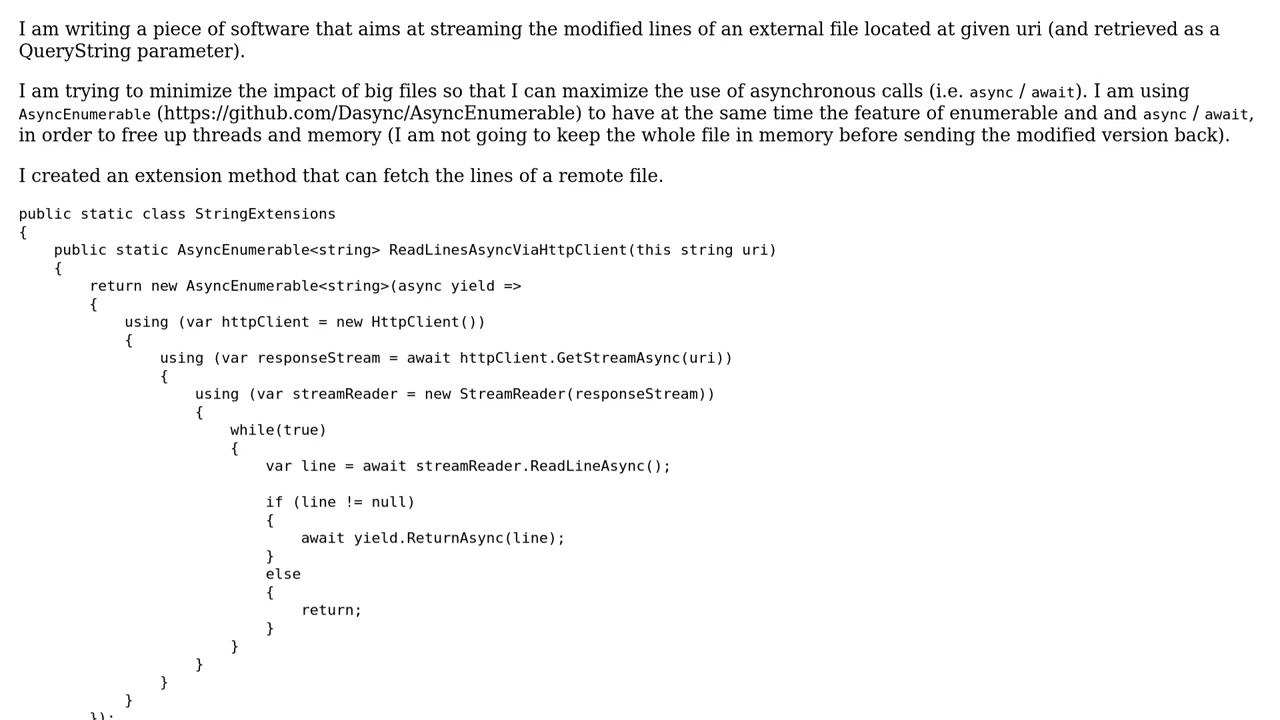 I am writing a piece of software that aims at streaming the modified lines of an external file located at given uri (and retrieved as a
QueryString parameter).
I am trying to minimize the impact of big files so that I can maximize the use of asynchronous calls (i.e. async / await). I am using
AsyncEnumerable (https://github.com/Dasync/AsyncEnumerable) to have at the same time the feature of enumerable and and async / await,
in order to free up threads and memory (I am not going to keep the whole file in memory before sending the modified version back).
I created an extension method that can fetch the lines of a remote file.
public static class StringExtensions
{
    public static AsyncEnumerable<string> ReadLinesAsyncViaHttpClient(this string uri)
    {
        return new AsyncEnumerable<string>(async yield =>
        {
            using (var httpClient = new HttpClient())
            {
                using (var responseStream = await httpClient.GetStreamAsync(uri))
                {
                    using (var streamReader = new StreamReader(responseStream))
                    {
                        while(true)
                        {
                            var line = await streamReader.ReadLineAsync();
                            if (line != null)
                            {
                                await yield.ReturnAsync(line);
                            }
                            else
                            {
                                return;
                            }
                        }
                    }
                }
            }
        });